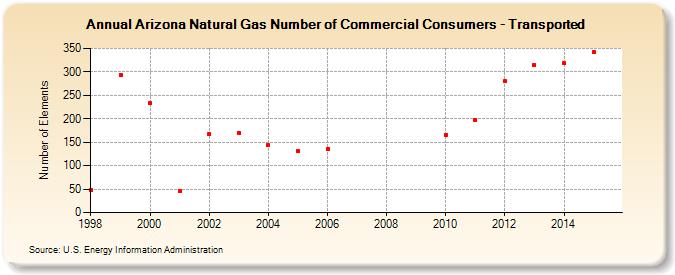 Annual Arizona Natural Gas Number of Commercial Consumers - Transported
Number of Elements
350
300
250
200
150
100
50
0
1998 2000 2002 2004 2006 2008 2010 2012 2014
Source: U.S. Energy Information Administration